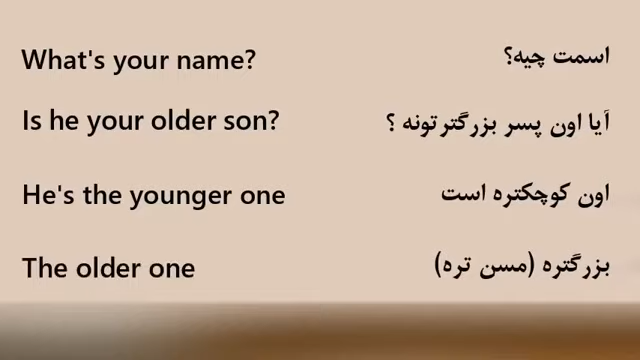 What's your name? اسمت چیه؟
Is he your older son? آیا اون پسر بزرگترتونه ؟
He's the younger one اون کوچکتره است
The older one بزرگتره (مسن تره)